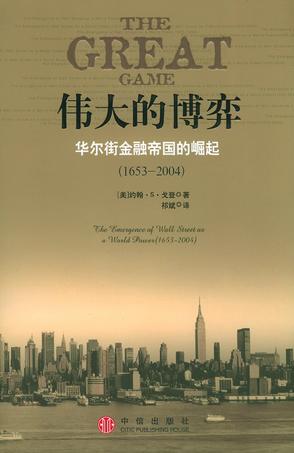 THE
GREAT
GAME
伟大的博弈
华尔街金融帝国的崛起
(1653-2004)
[美]约翰·S·戈登 著
祁斌 译
The Emergence of Wall Street as
a World Power(1653-2004)
中信出版社
CITIC PUBLISHING HOUSE